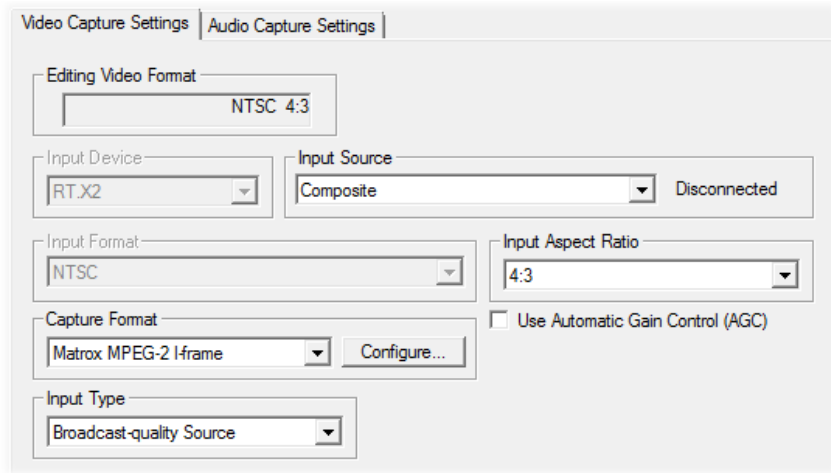 Video Capture Settings
Audio Capture Settings
Editing Video Format
NTSC 4:3
Input Device
RT.X2
Input Source
Composite
Disconnected
Input Format
NTSC
Input Aspect Ratio
4:3
Capture Format
Matrox MPEG-2 I-frame
Configure...
Use Automatic Gain Control (AGC)
Input Type
Broadcast-quality Source